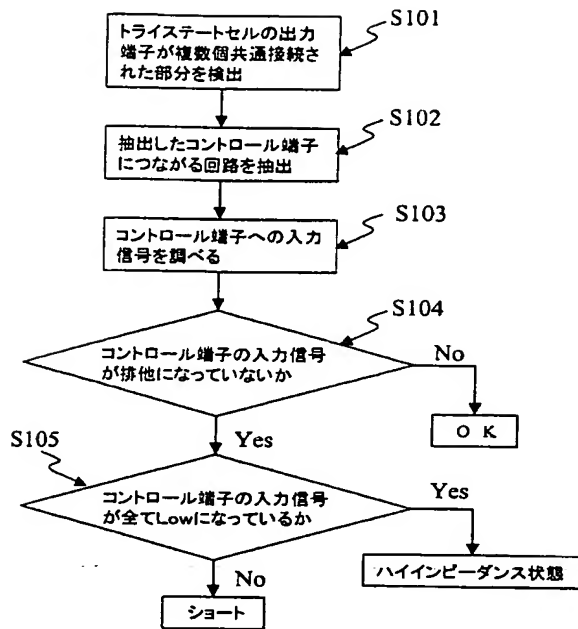 トライステートセルの出力
端子が複数個共通接続さ
れた部分を検出
S101
抽出したコントロール端子
につながる回路を抽出
S102
コントロール端子への入力
信号を調べる
S103
コントロール端子の入力信号
が排他になっていないか
S104
No
O K
Yes
S105
コントロール端子の入力信号
が全てLowになっているか
Yes
ハイインピーダンス状態
No
ショート